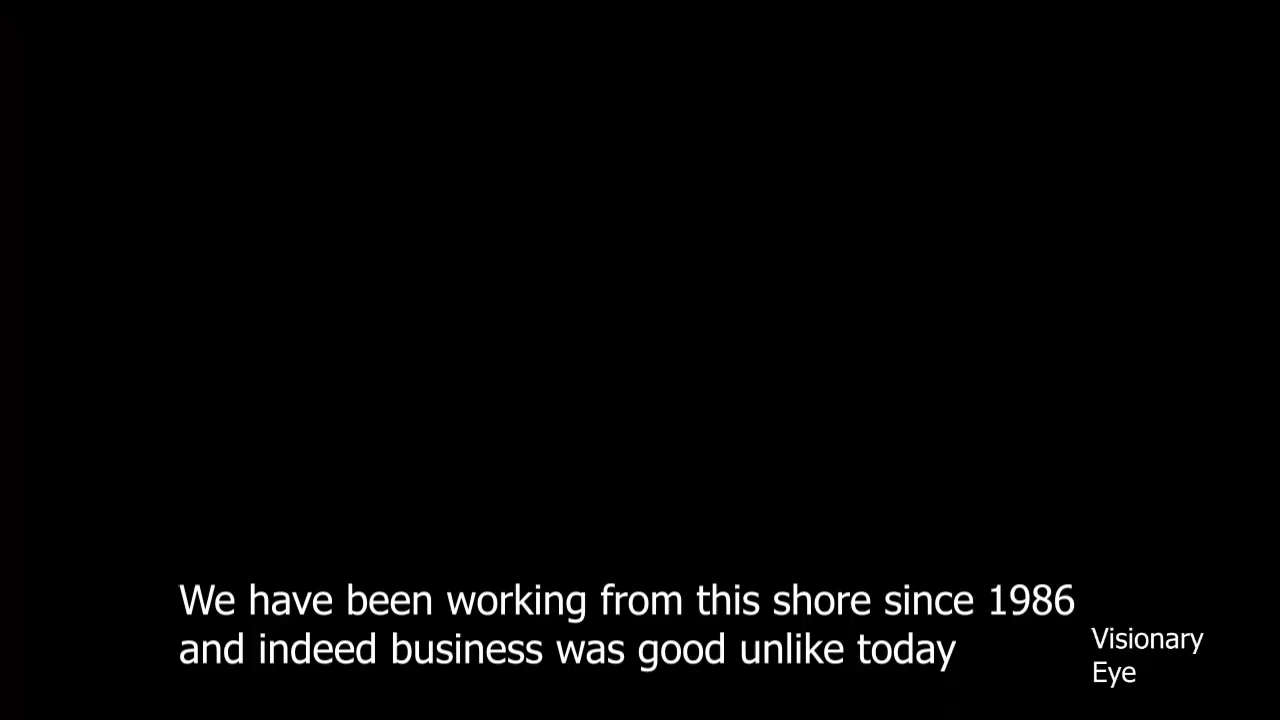 We have been working from this shore since 1986
and indeed business was good unlike today
Visionary
Eye